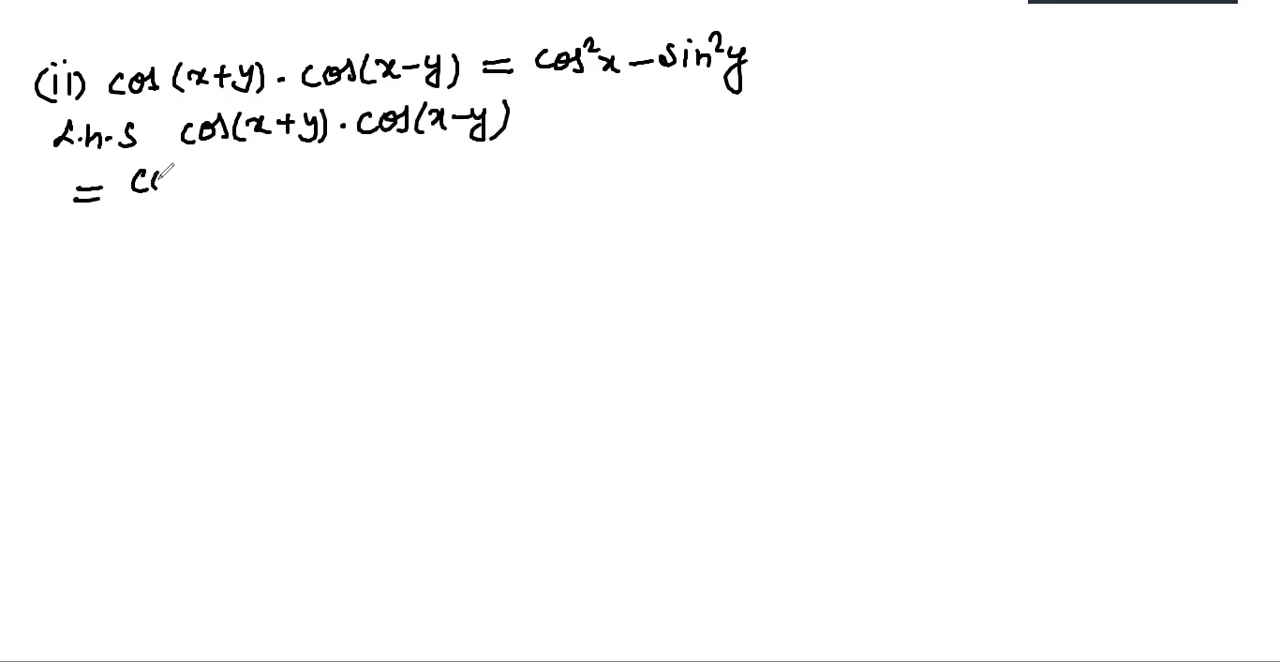 (ii) cos (x+y) . cos(x-y) = cos²x - sin²y
L.h.s cos(x+y) . cos(x-y)
=